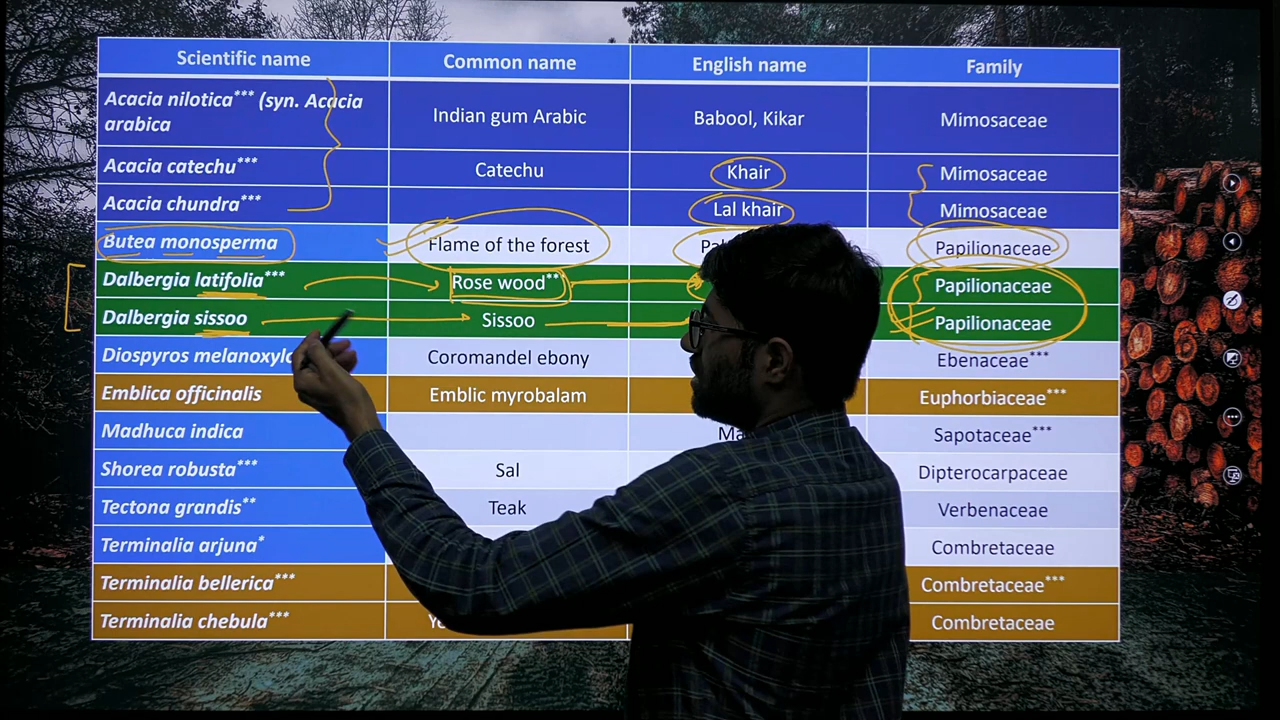 Scientific name Common name English name Family
Acacia nilotica*** (syn. Acacia
arabica Indian gum Arabic Babool, Kikar Mimosaceae
Acacia catechu*** Catechu Khair Mimosaceae
Acacia chundra*** Lal khair Mimosaceae
Butea monosperma Flame of the forest Papilionaceae
Dalbergia latifolia*** Rose wood** Papilionaceae
Dalbergia sissoo Sissoo Papilionaceae
Diospyros Coromandel ebony Ebenaceae***
Emblica officinalis Emblic myrobalam Euphorbiaceae***
Madhuca indica Sapotaceae***
Shorea robusta*** Sal Dipterocarpaceae
Tectona grandis** Teak Verbenaceae
Terminalia arjuna* Combretaceae
Terminalia bellerica*** Combretaceae***
Terminalia chebula*** Combretaceae